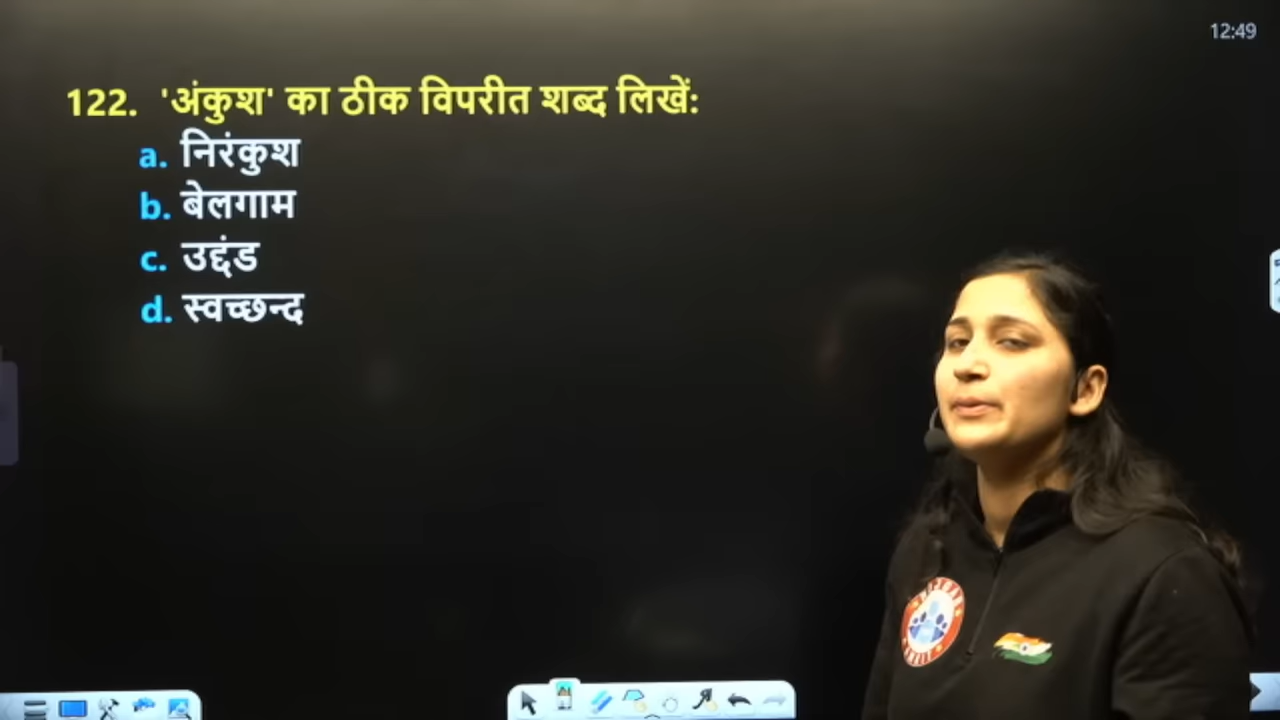 12:49
122. 'अंकुश' का ठीक विपरीत शब्द लिखें:
a. निरंकुश
b. बेलगाम
c. उद्दंड
d. स्वच्छन्द